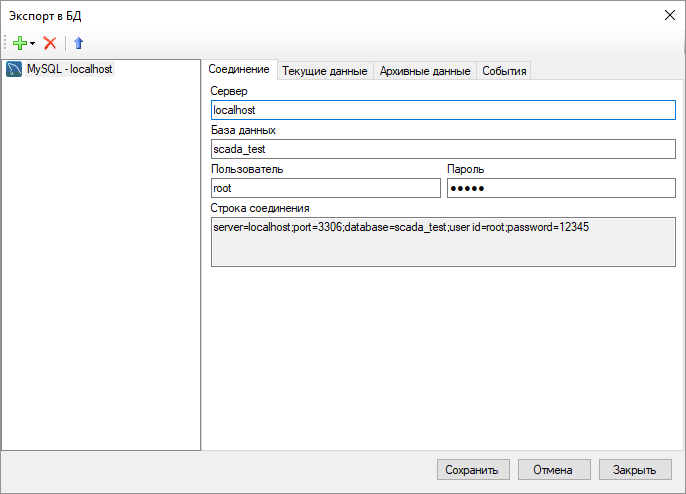 Экспорт в БД
MySQL - localhost
Соединение Текущие данные Архивные данные События
Сервер
localhost
База данных
scada_test
Пользователь Пароль
root ●●●●●
Строка соединения
server=localhost;port=3306;database=scada_test;user id=root;password=12345
Сохранить Отмена Закрыть